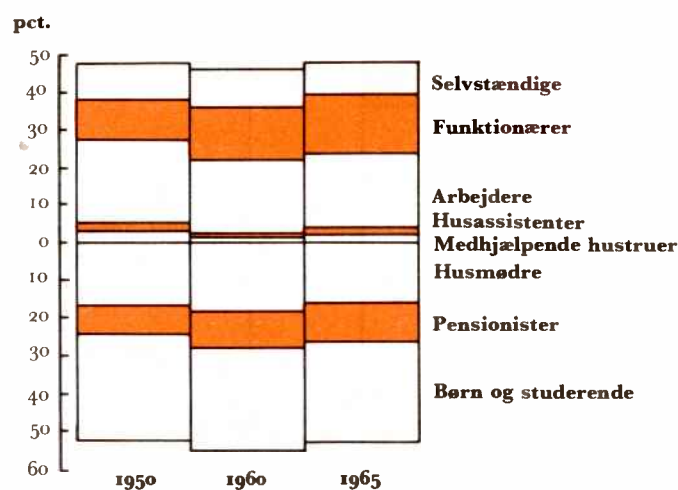 pct.
50
40
30
20
10
0
10
20
30
40
50
60
Selvstændige
Funktionærer
Arbejdere
Husassistenter
Medhjælpende hustruer
Husmødre
Pensionister
Børn og studerende
1950 1960 1965